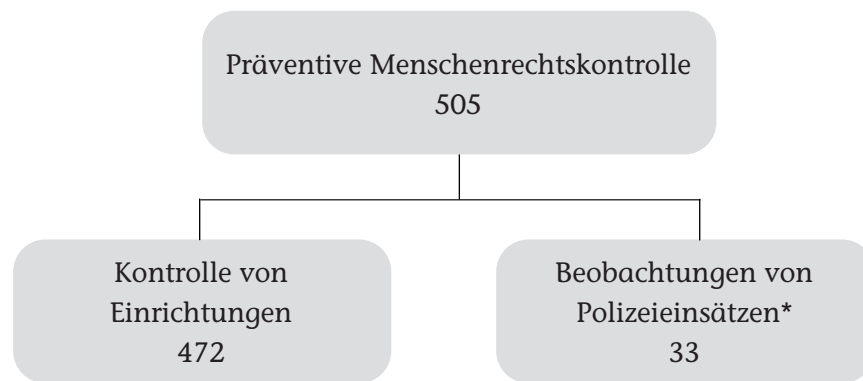 Präventive Menschenrechtskontrolle
505
Kontrolle von
Einrichtungen
472
Beobachtungen von
Polizeieinsätzen*
33